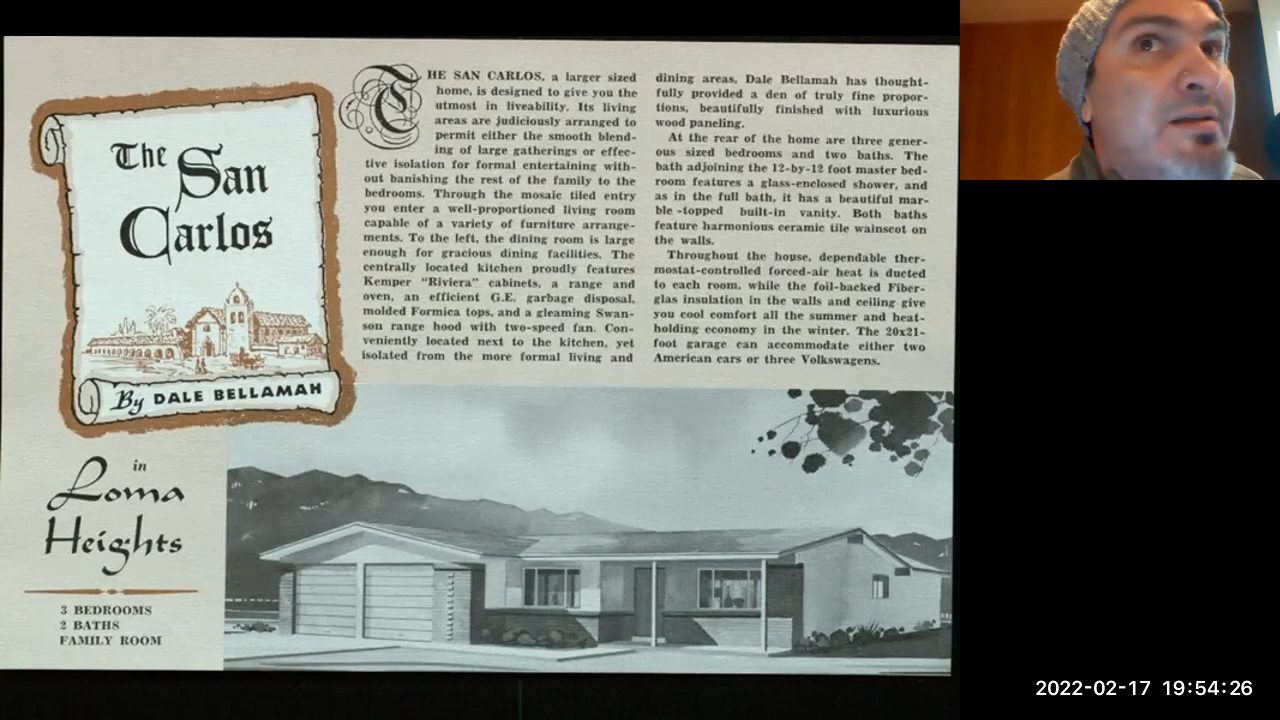 The San
Carlos
By DALE BELLAMAH
in
Loma
Heights
3 BEDROOMS
2 BATHS
FAMILY ROOM
THE SAN CARLOS, a larger sized
home, is designed to give you the
utmost in liveability. Its living
areas are judiciously arranged to
permit either the smooth blend-
ing of large gatherings or effec-
tive isolation for formal entertaining with-
out banishing the rest of the family to the
bedrooms. Through the mosaic tiled entry
you enter a well-proportioned living room
capable of a variety of furniture arrange-
ments. To the left, the dining room is large
enough for gracious dining facilities. The
centrally located kitchen proudly features
Kemper "Riviera" cabinets, a range and
oven, an efficient G.E. garbage disposal,
molded Formica tops, and a gleaming Swan-
son range hood with two-speed fan. Con-
veniently located next to the kitchen, yet
isolated from the more formal living and
dining areas, Dale Bellamah has thought-
fully provided a den of truly fine propor-
tions, beautifully finished with luxurious
wood paneling.
At the rear of the home are three gener-
ous sized bedrooms and two baths. The
bath adjoining the 12-by-12 foot master bed-
room features a glass-enclosed shower, and
as in the full bath, it has a beautiful mar-
ble-topped built-in vanity. Both baths
feature harmonious ceramic tile wainscot on
the walls.
Throughout the house, dependable ther-
mostat-controlled forced-air heat is ducted
to each room, while the foil-backed Fiber-
glas insulation in the walls and ceiling give
you cool comfort all the summer and heat-
holding economy in the winter. The 20x21-
foot garage can accommodate either two
American cars or three Volkswagens.
2022-02-17 19:54:26